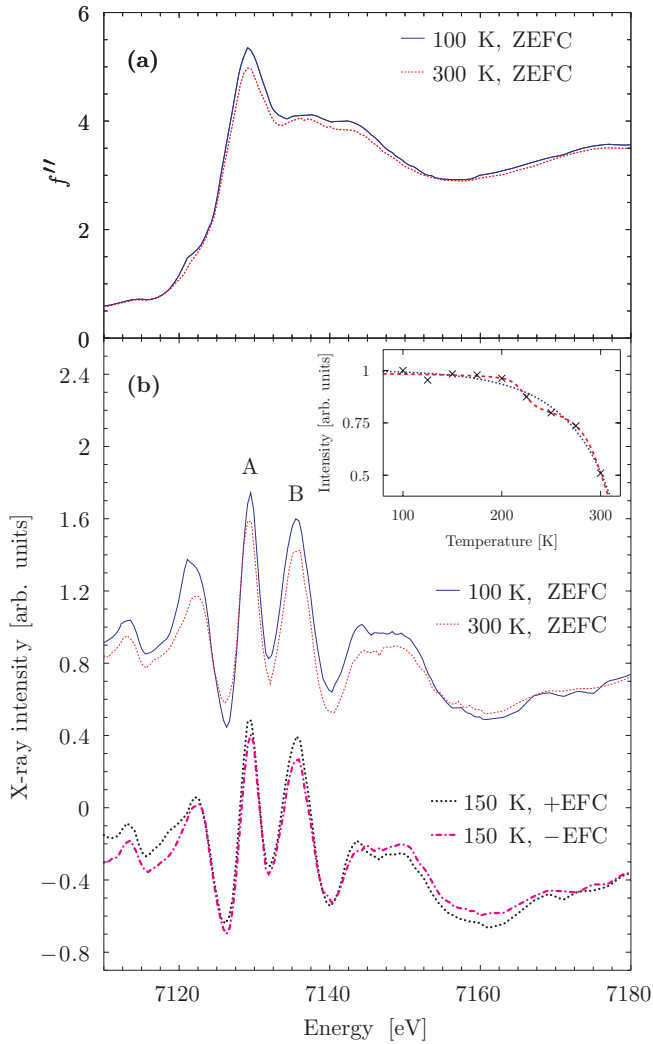 6
4
2
0
f″
(a)
100 K, ZEFC
300 K, ZEFC
2.4
2
1.6
1.2
0.8
0.4
0
−0.4
−0.8
X-ray intensity [arb. units]
(b)
A
B
1
0.75
0.5
Intensity [arb. units]
100
200
300
Temperature [K]
100 K, ZEFC
300 K, ZEFC
150 K, +EFC
150 K, −EFC
7120
7140
7160
7180
Energy [eV]